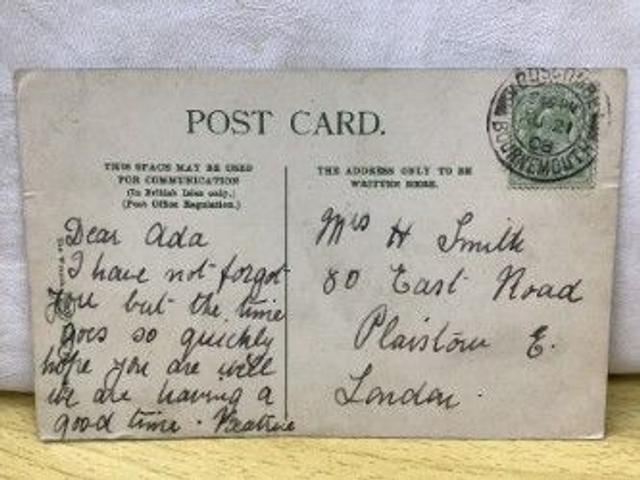 POST CARD.
THIS SPACE MAY BE USED
FOR COMMUNICATION
(In British Isles only.)
(Post Office Regulation.)
THE ADDRESS ONLY TO BE
WRITTEN HERE.
BOURNEMOUTH
08
Dear Ada
I have not forgot
you but the time
goes so quickly
hope you are well
we are having a
good time. Beatrice
Mrs H Smith
80 East Road
Plaistow E.
London.